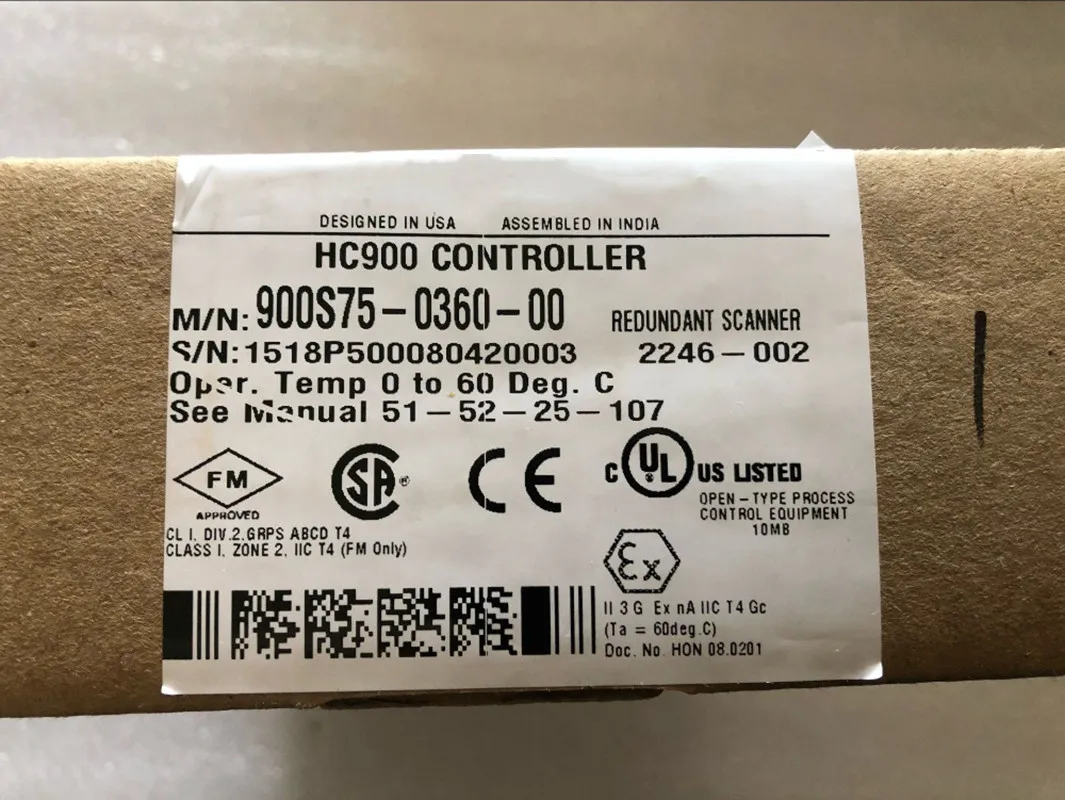 DESIGNED IN USA ASSEMBLED IN INDIA
HC900 CONTROLLER
M/N: 900S75-0360-00 REDUNDANT SCANNER
S/N:1518P500080420003 2246-002
Oper. Temp 0 to 60 Deg. C
See Manual 51-52-25-107
FM
APPROVED
SA®
CE
C UL US LISTED
OPEN-TYPE PROCESS
CONTROL EQUIPMENT
10MB
CL I, DIV.2,GRPS ABCD T4
CLASS I, ZONE 2, IIC T4 (FM Only)
Ex
II 3 G Ex nA IIC T4 Gc
(Ta = 60deg.C)
Doc. No. HON 08.0201